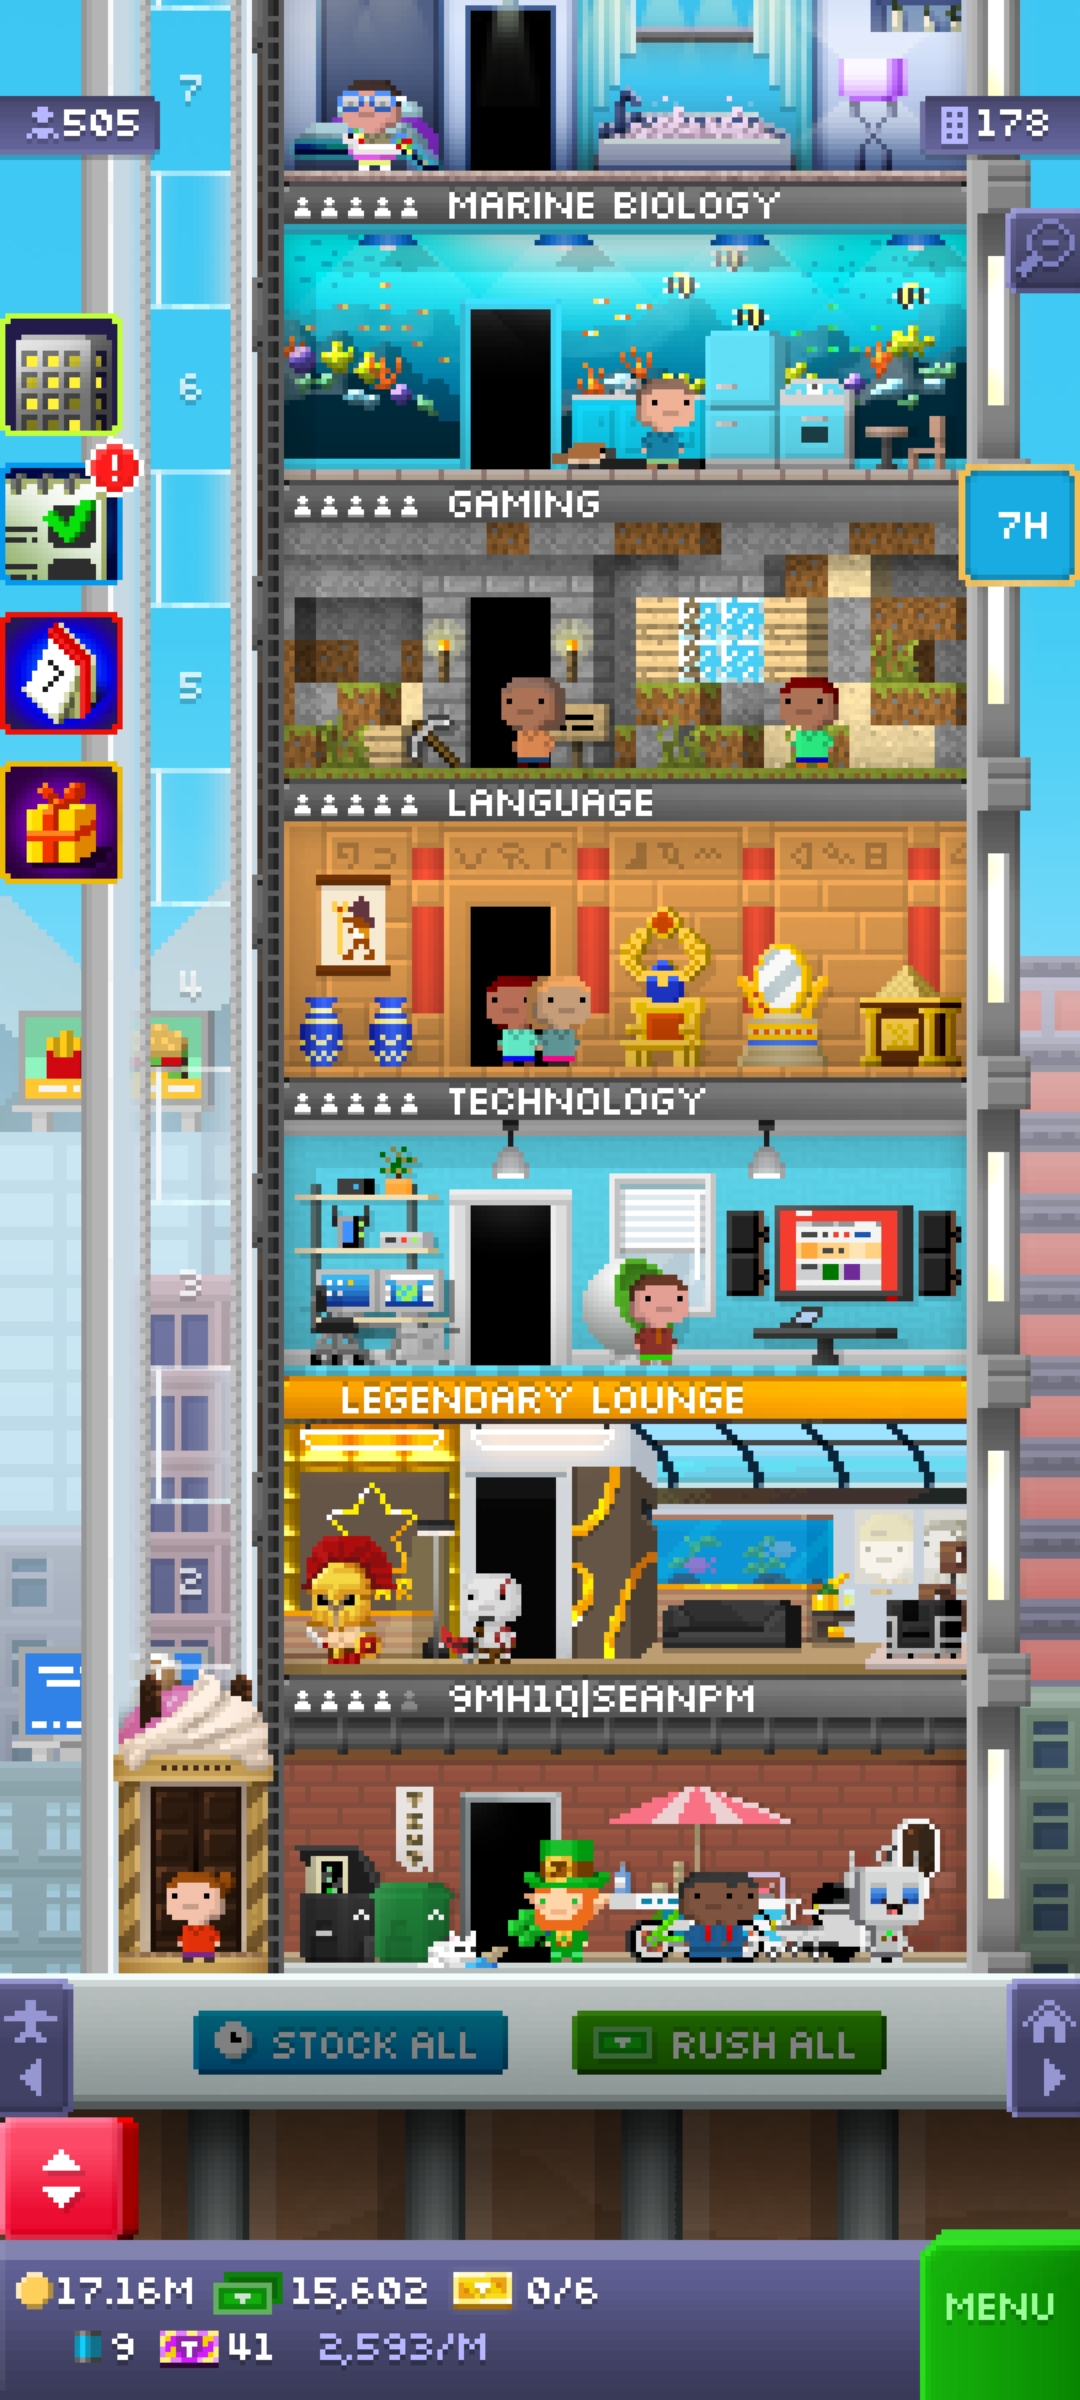 7
505
178
MARINE BIOLOGY
6
GAMING
7H
5
LANGUAGE
4
TECHNOLOGY
3
LEGENDARY LOUNGE
2
9MH1Q|SEANPM
STOCK ALL
RUSH ALL
17.16M 15,602 0/6
MENU
9 41 2,593/M